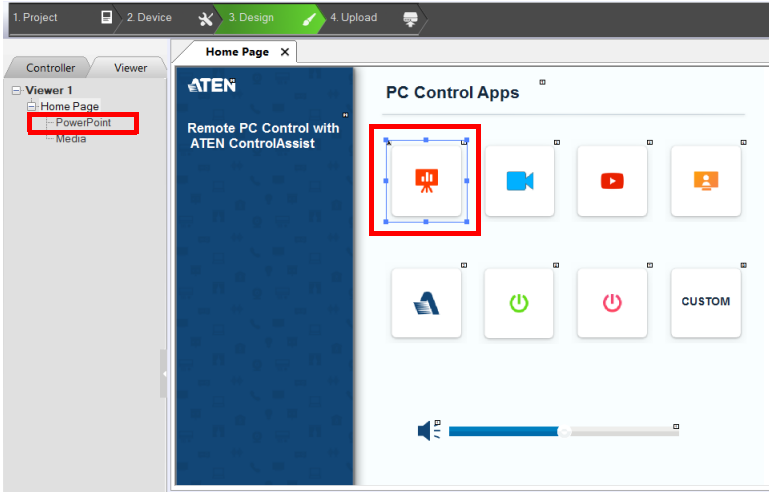 1. Project
2. Device
3. Design
4. Upload
Home Page X
Controller
Viewer
Viewer 1
Home Page
PowerPoint
Media
ATEN
Remote PC Control with
ATEN ControlAssist
PC Control Apps
CUSTOM